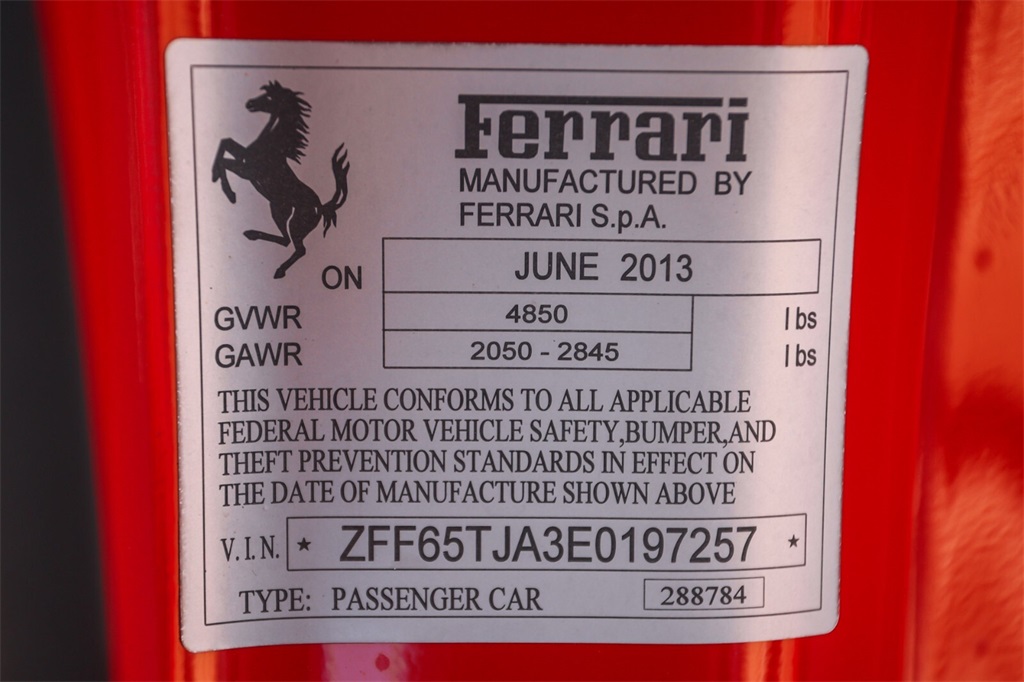 Ferrari
MANUFACTURED BY
FERRARI S.p.A.
ON JUNE 2013
GVWR 4850 lbs
GAWR 2050 - 2845 lbs
THIS VEHICLE CONFORMS TO ALL APPLICABLE
FEDERAL MOTOR VEHICLE SAFETY,BUMPER,AND
THEFT PREVENTION STANDARDS IN EFFECT ON
THE DATE OF MANUFACTURE SHOWN ABOVE
V.I.N. ★ ZFF65TJA3E0197257 ★
TYPE: PASSENGER CAR 288784